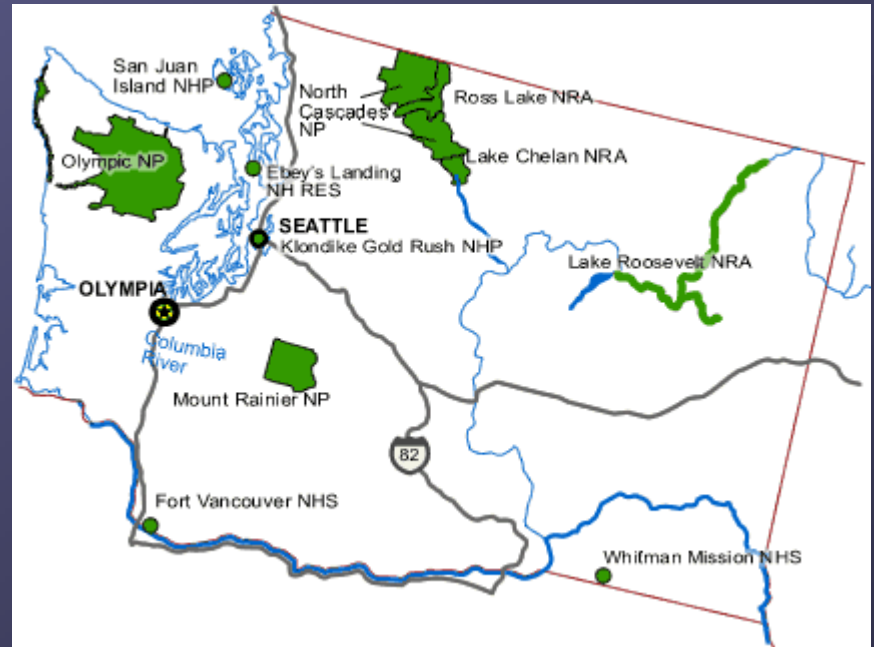 San Juan
Island NHP
North
Cascades
NP
Ross Lake NRA
Olympic NP
Lake Chelan NRA
Ebey's Landing
NH RES
SEATTLE
Klondike Gold Rush NHP
Lake Roosevelt NRA
OLYMPIA
Columbia
River
Mount Rainier NP
82
Fort Vancouver NHS
Whitman Mission NHS